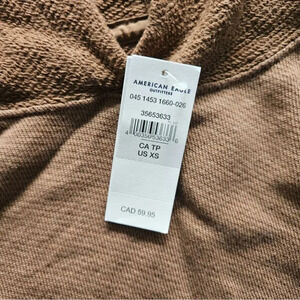 AMERICAN EAGLE
OUTFITTERS
045 1453 1660-026
35653633
CA TP
US XS
CAD 59.95